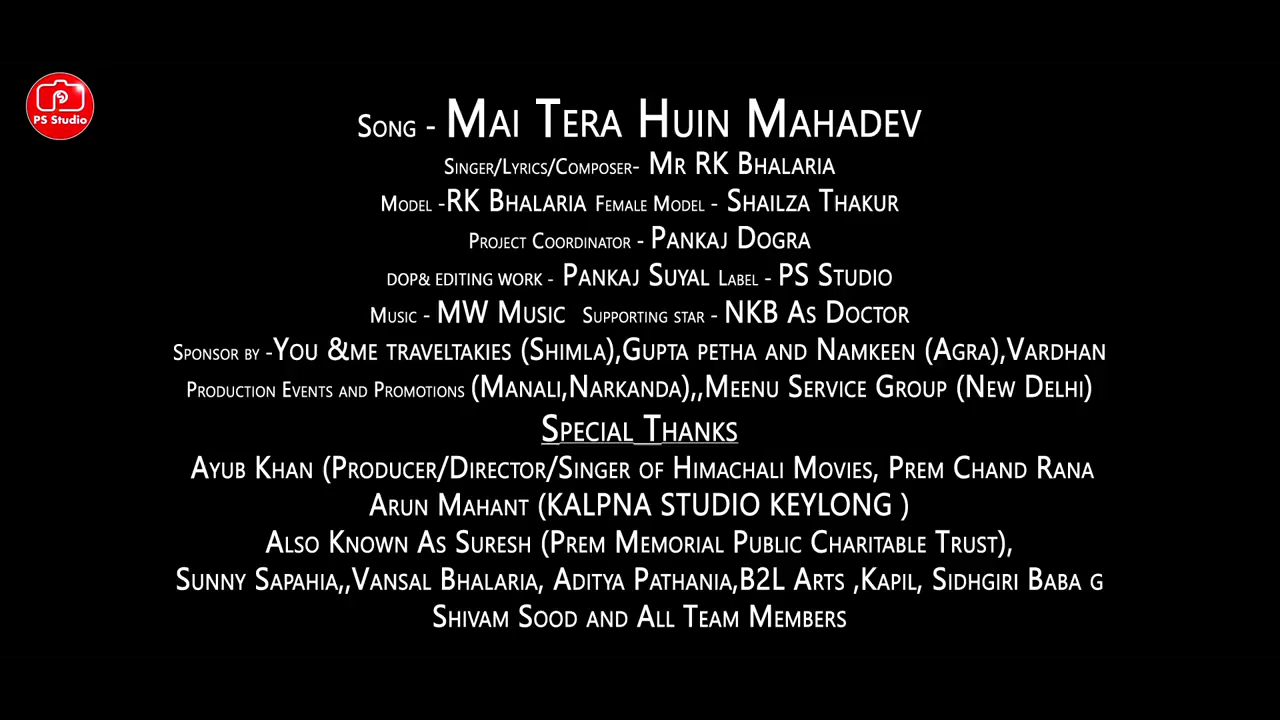 PS Studio
Song - Mai Tera Huin Mahadev
Singer/Lyrics/Composer- Mr RK Bhalaria
Model -RK Bhalaria Female Model - Shailza Thakur
Project Coordinator - Pankaj Dogra
DOP& EDITING WORK - Pankaj Suyal Label - PS Studio
Music - MW Music Supporting star - NKB As Doctor
Sponsor by -You &me traveltakies (Shimla),Gupta petha and Namkeen (Agra),Vardhan
Production Events and Promotions (Manali,Narkanda),,Meenu Service Group (New Delhi)
Special Thanks
Ayub Khan (Producer/Director/Singer of Himachali Movies, Prem Chand Rana
Arun Mahant (KALPNA STUDIO KEYLONG )
Also Known As Suresh (Prem Memorial Public Charitable Trust),
Sunny Sapahia,,Vansal Bhalaria, Aditya Pathania,B2L Arts ,Kapil, Sidhgiri Baba g
Shivam Sood and All Team Members